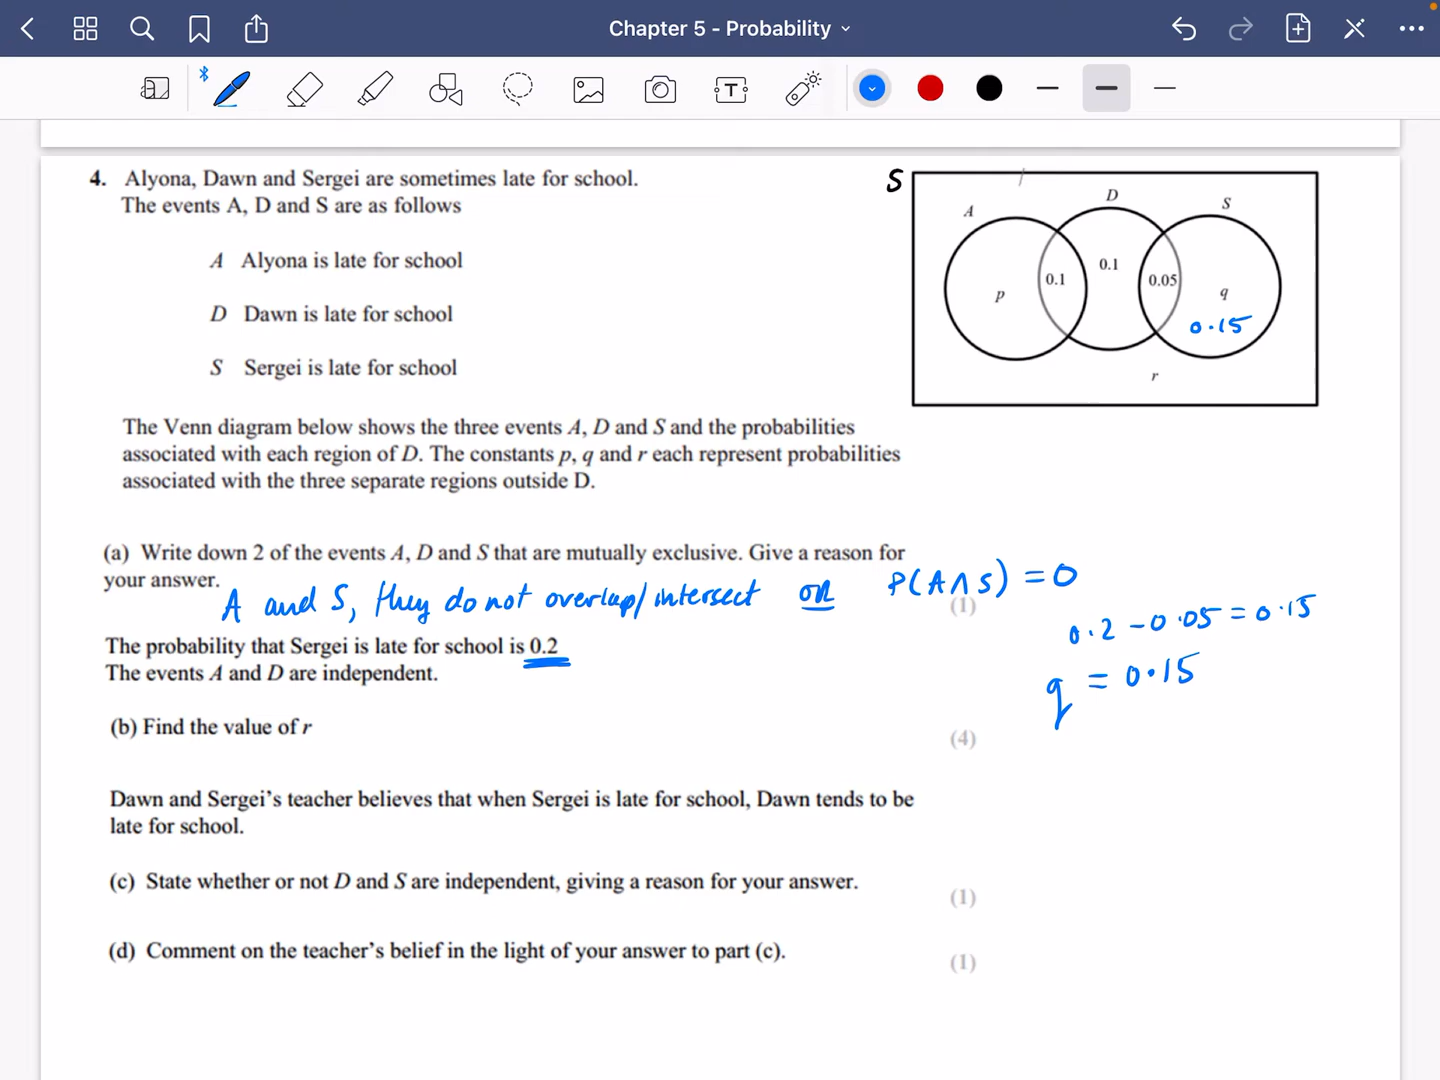 Chapter 5 - Probability
T
4. Alyona, Dawn and Sergei are sometimes late for school.
The events A, D and S are as follows
A Alyona is late for school
D Dawn is late for school
S Sergei is late for school
S
A
D
S
p
0.1
0.1
0.05
q
0.15
r
The Venn diagram below shows the three events A, D and S and the probabilities
associated with each region of D. The constants p, q and r each represent probabilities
associated with the three separate regions outside D.
(a) Write down 2 of the events A, D and S that are mutually exclusive. Give a reason for
your answer.
A and S, they do not overlap/intersect or P(A∩S) = 0
(1)
0.2 - 0.05 = 0.15
The probability that Sergei is late for school is 0.2
The events A and D are independent.
q = 0.15
(b) Find the value of r
(4)
Dawn and Sergei's teacher believes that when Sergei is late for school, Dawn tends to be
late for school.
(c) State whether or not D and S are independent, giving a reason for your answer.
(1)
(d) Comment on the teacher's belief in the light of your answer to part (c).
(1)